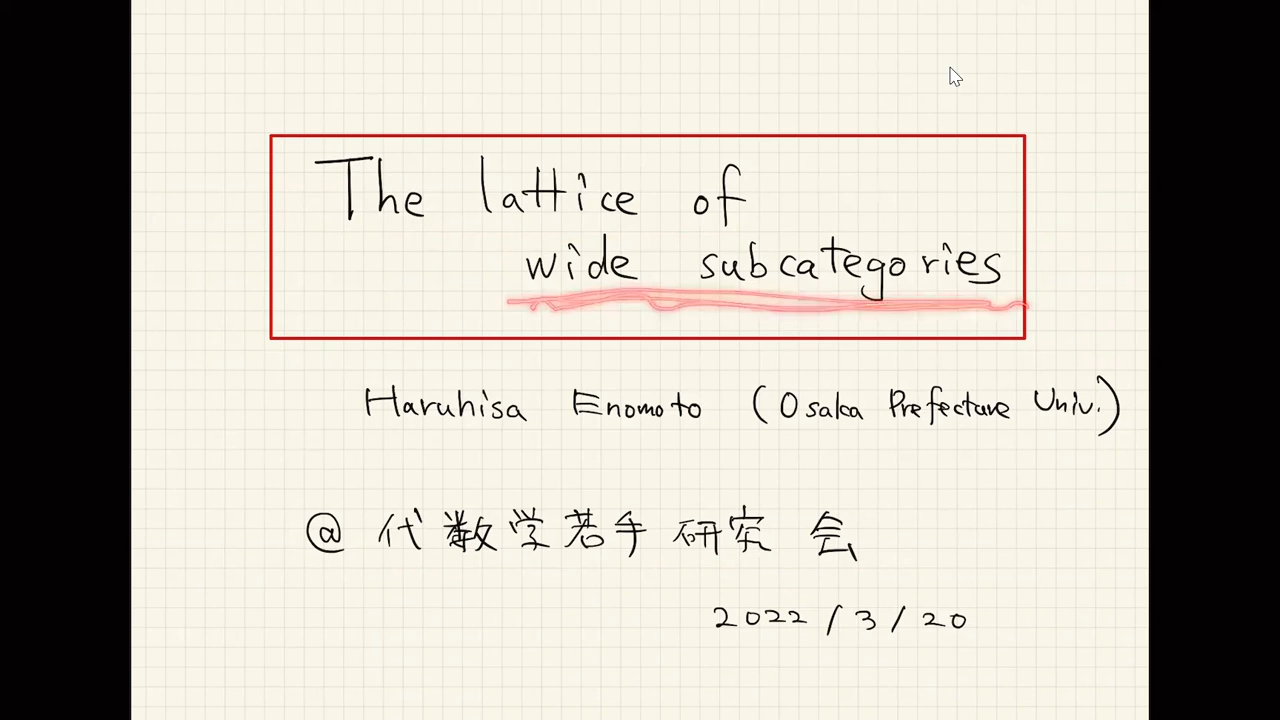 The lattice of
wide subcategories
Haruhisa Enomoto (Osaka Prefecture Univ.)
@ 代数学若手研究会
2022/3/20